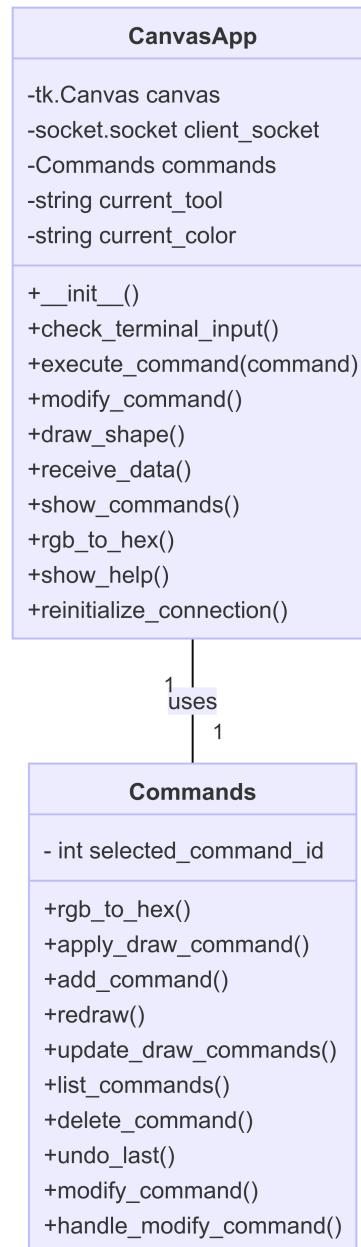 CanvasApp
-tk.Canvas canvas
-socket.socket client_socket
-Commands commands
-string current_tool
-string current_color
+__init__()
+check_terminal_input()
+execute_command(command)
+modify_command()
+draw_shape()
+receive_data()
+show_commands()
+rgb_to_hex()
+show_help()
+reinitialize_connection()
1
uses
1
Commands
- int selected_command_id
+rgb_to_hex()
+apply_draw_command()
+add_command()
+redraw()
+update_draw_commands()
+list_commands()
+delete_command()
+undo_last()
+modify_command()
+handle_modify_command()